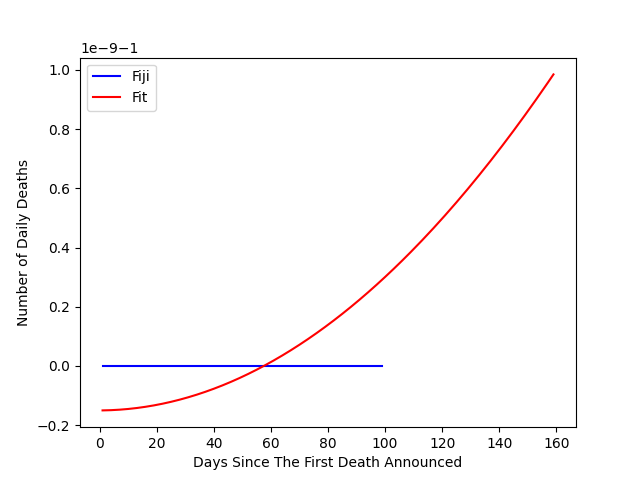 1e−9−1
Fiji
Fit
1.0
0.8
0.6
0.4
0.2
0.0
−0.2
Number of Daily Deaths
0 20 40 60 80 100 120 140 160
Days Since The First Death Announced